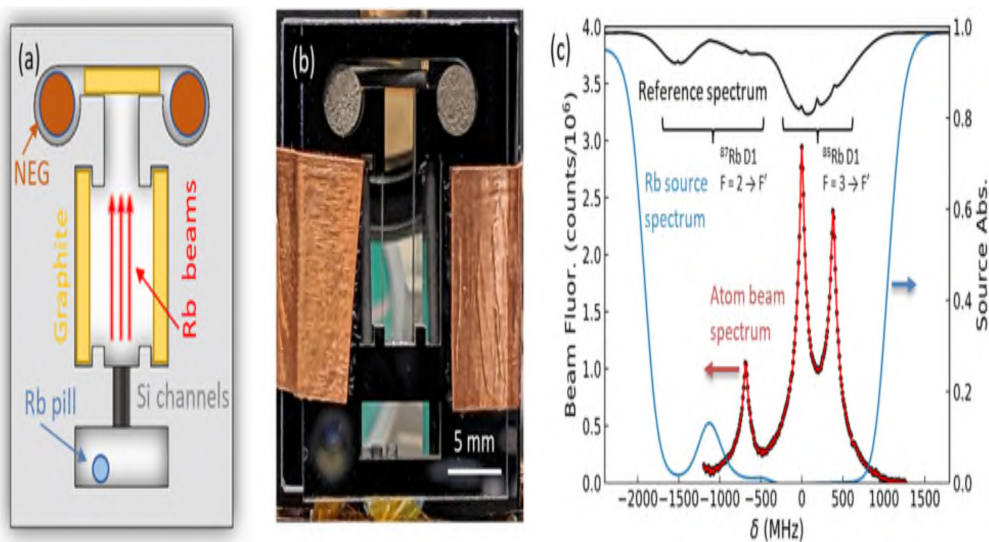 (a)
NEG
Graphite
Rb beams
Rb pill
Si channels
(b)
5 mm
(c)
Beam Fluor. (counts/10⁶)
4.0
3.5
3.0
2.5
2.0
1.5
1.0
0.5
0.0
Reference spectrum
⁸⁷Rb D1
F = 2 → F'
⁸⁵Rb D1
F = 3 → F'
Rb source
spectrum
Atom beam
spectrum
1.0
0.8
0.6
0.4
0.2
0.0
Source Abs.
−2000 −1500 −1000 −500 0 500 1000 1500
δ (MHz)